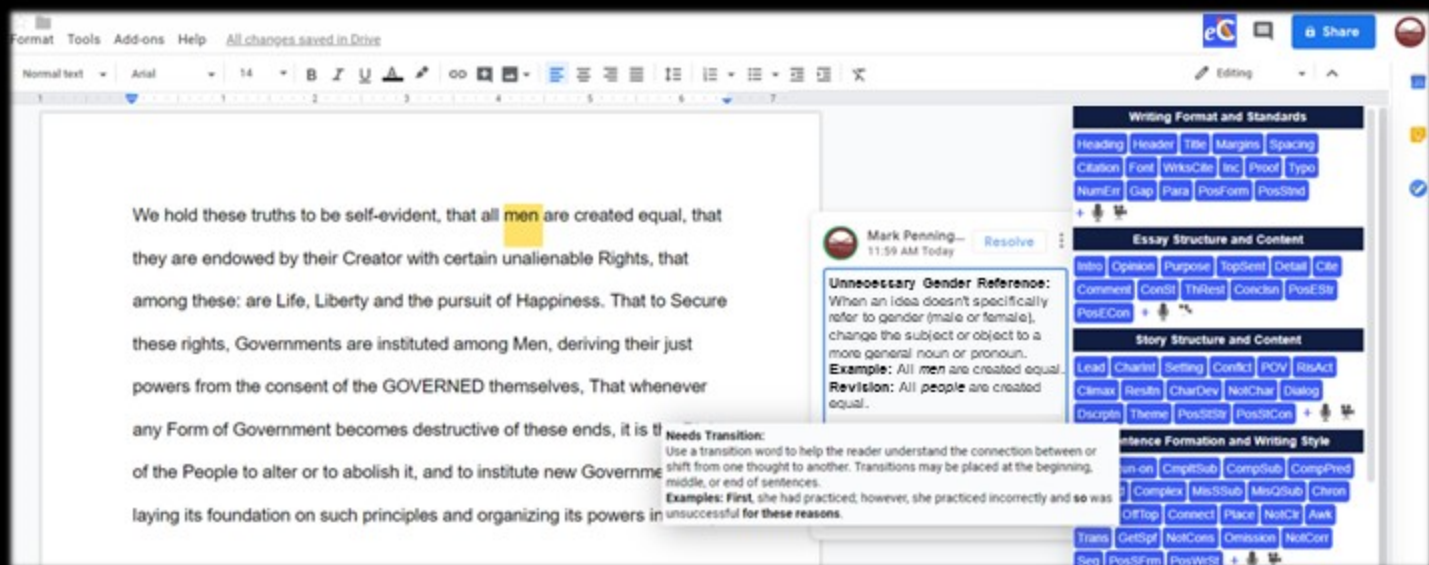 Format Tools Add-ons Help All changes saved in Drive
eC
Share
Normal text Arial 14 B I U A
Editing
1 1 2 3 4 5 6 7
We hold these truths to be self-evident, that all men are created equal, that
they are endowed by their Creator with certain unalienable Rights, that
among these: are Life, Liberty and the pursuit of Happiness. That to Secure
these rights, Governments are instituted among Men, deriving their just
powers from the consent of the GOVERNED themselves, That whenever
any Form of Government becomes destructive of these ends, it is th
of the People to alter or to abolish it, and to institute new Governme
laying its foundation on such principles and organizing its powers in
Mark Penning...
Resolve
11:59 AM Today
Unnecessary Gender Reference:
When an idea doesn't specifically
refer to gender (male or female),
change the subject or object to a
more general noun or pronoun.
Example: All men are created equal.
Revision: All people are created
equal.
Needs Transition:
Use a transition word to help the reader understand the connection between or
shift from one thought to another. Transitions may be placed at the beginning,
middle, or end of sentences.
Examples: First, she had practiced; however, she practiced incorrectly and so was
unsuccessful for these reasons.
Writing Format and Standards
Heading Header Title Margins Spacing
Citation Font WrksCite Inc Proof Typo
NumErr Gap Para PosForm PosStnd
+
Essay Structure and Content
Intro Opinion Purpose TopSent Detail Cite
Comment ConSt ThRest Conclsn PosEStr
PosECon +
Story Structure and Content
Lead CharInt Setting Conflct POV RisAct
Climax Resltn CharDev NotChar Dialog
Dscrptn Theme PosStStr PosStCon +
entence Formation and Writing Style
un-on CmpltSub CompSub CompPred
Complex MisSSub MisQSub Chron
OffTop Connect Place NotClr Awk
Trans GetSpf NotCons Omission NotCorr
Seq PosSFrm PosWrSt +